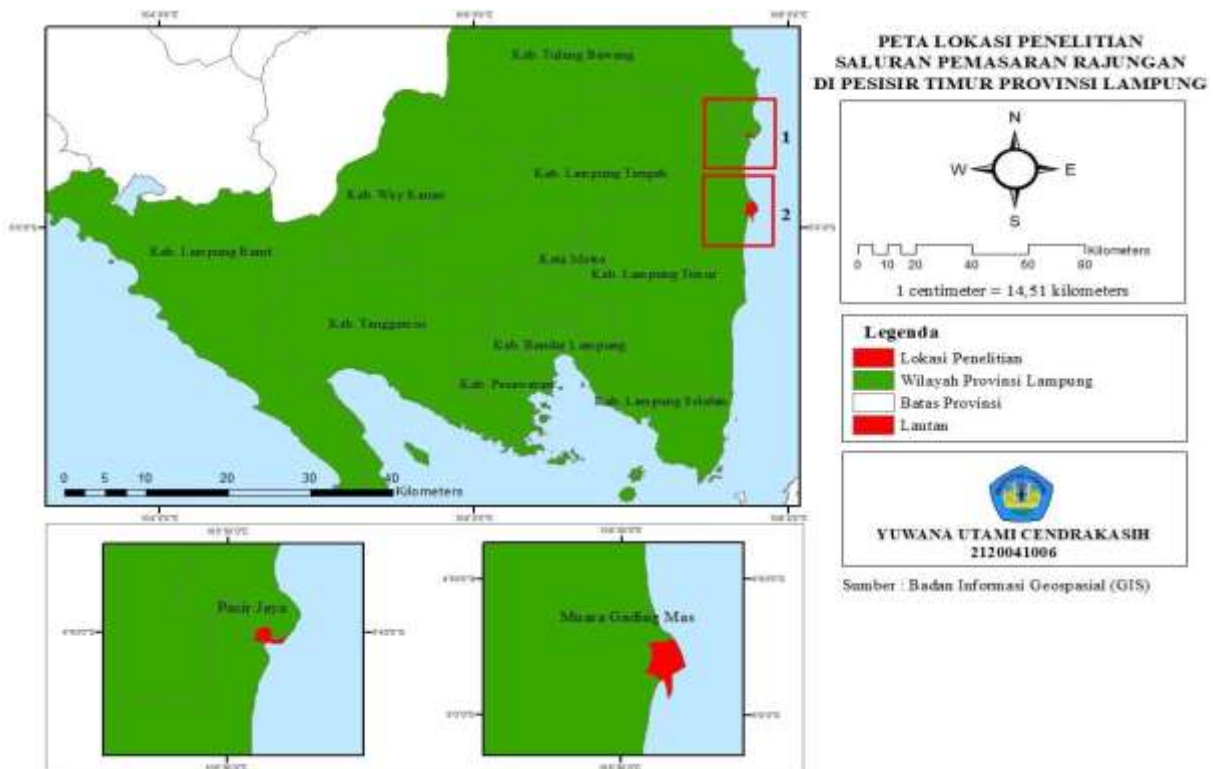 PETA LOKASI PENELITIAN
SALURAN PEMASARAN RAJUNGAN
DI PESISIR TIMUR PROVINSI LAMPUNG
N
W E
S
0 10 20 40 60 80 Kilometers
1 centimeter = 14,51 kilometers
Legenda
Lokasi Penelitian
Wilayah Provinsi Lampung
Batas Provinsi
Lautan
YUWANA UTAMI CENDRAKASIH
2120041006
Sumber : Badan Informasi Geospasial (GIS)
Kab. Tulang Bawang
1
Kab. Lampung Tengah
Kab. Way Kanan
2
Kab. Lampung Barat
Kota Metro
Kab. Lampung Timur
Kab. Tanggamus
Kab. Bandar Lampung
Kab. Pesawaran
Kab. Lampung Selatan
0 5 10 20 30 40 Kilometers
Pasir Jaya
Muara Gading Mas